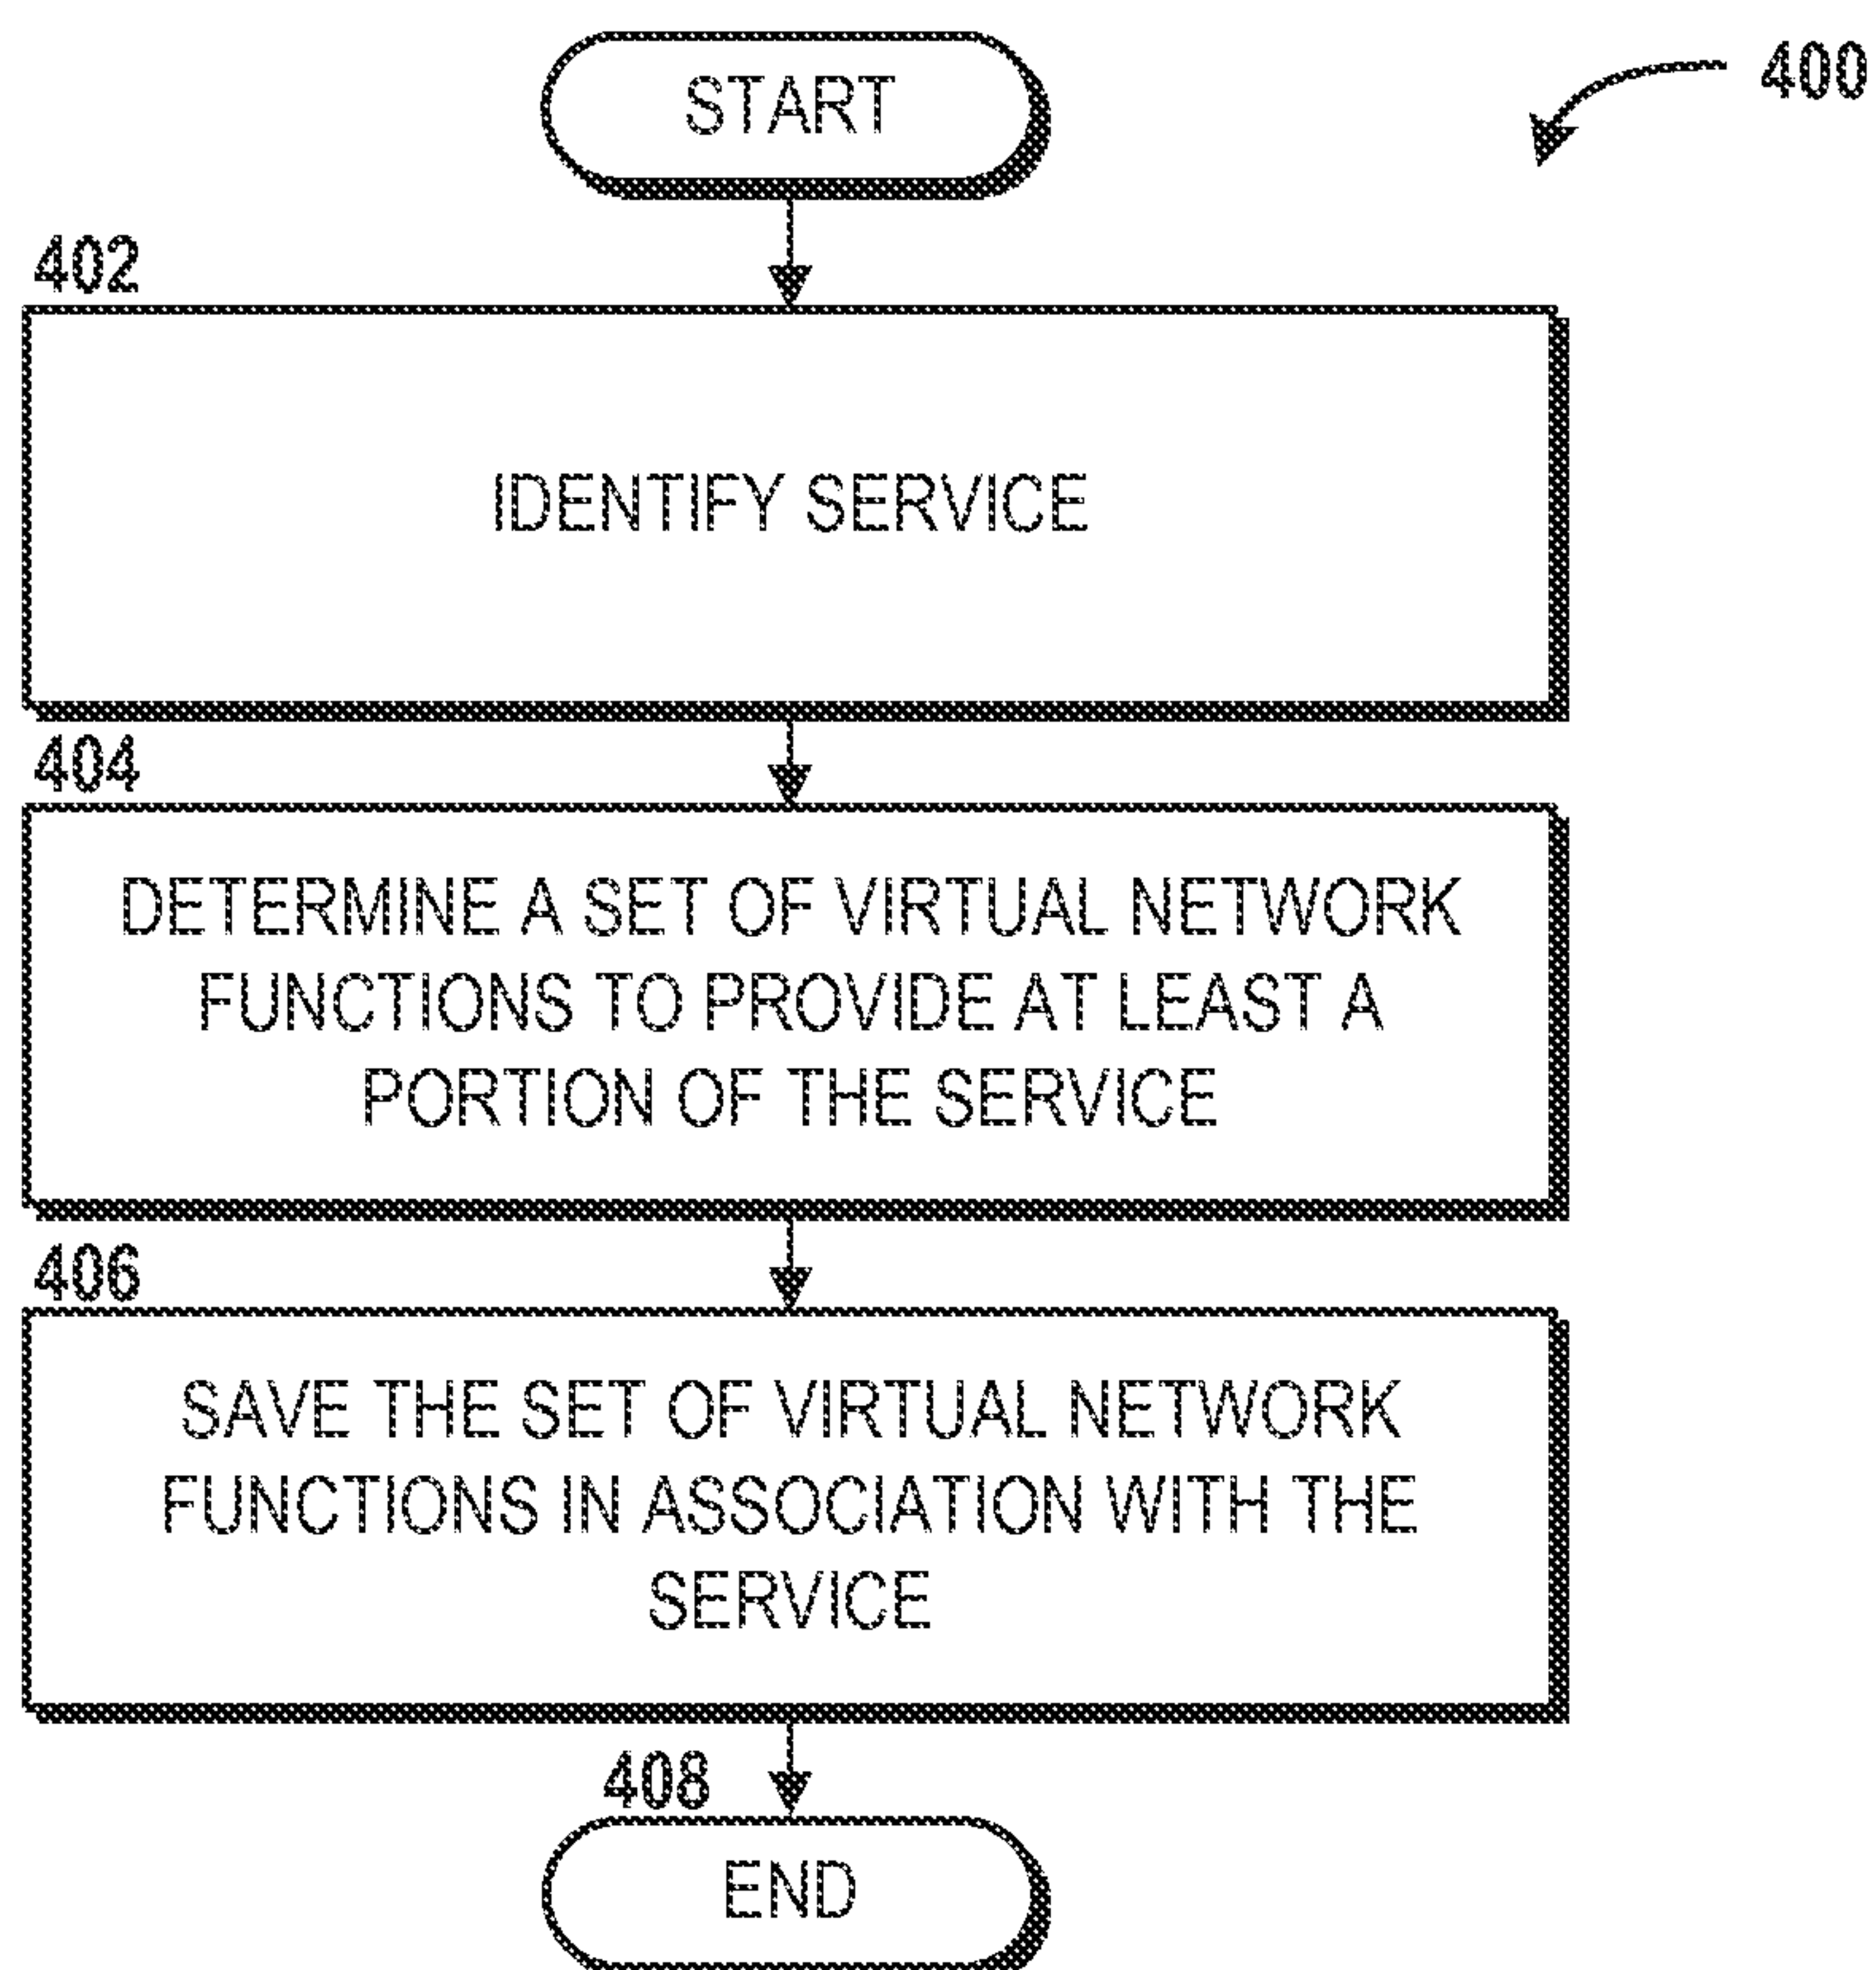 START
400
402
IDENTIFY SERVICE
404
DETERMINE A SET OF VIRTUAL NETWORK
FUNCTIONS TO PROVIDE AT LEAST A
PORTION OF THE SERVICE
406
SAVE THE SET OF VIRTUAL NETWORK
FUNCTIONS IN ASSOCIATION WITH THE
SERVICE
408
END